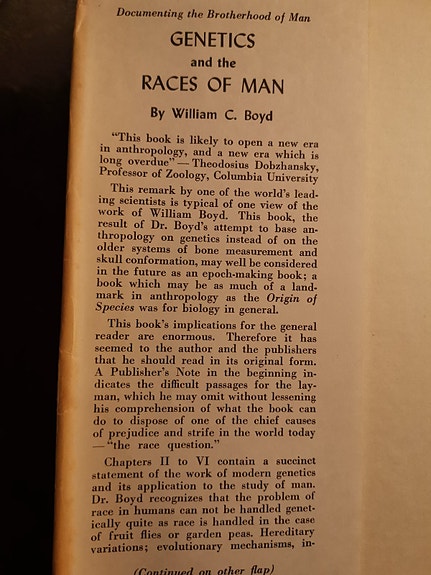 Documenting the Brotherhood of Man
GENETICS
and the
RACES OF MAN
By William C. Boyd
"This book is likely to open a new era
in anthropology, and a new era which is
long overdue"—Theodosius Dobzhansky,
Professor of Zoology, Columbia University
This remark by one of the world's lead-
ing scientists is typical of one view of the
work of William Boyd. This book, the
result of Dr. Boyd's attempt to base an-
thropology on genetics instead of on the
older systems of bone measurement and
skull conformation, may well be considered
in the future as an epoch-making book; a
book which may be as much of a land-
mark in anthropology as the Origin of
Species was for biology in general.
This book's implications for the general
reader are enormous. Therefore it has
seemed to the author and the publishers
that he should read in its original form.
A Publisher's Note in the beginning in-
dicates the difficult passages for the lay-
man, which he may omit without lessening
his comprehension of what the book can
do to dispose of one of the chief causes
of prejudice and strife in the world today
—"the race question."
Chapters II to VI contain a succinct
statement of the work of modern genetics
and its application to the study of man.
Dr. Boyd recognizes that the problem of
race in humans can not be handled genet-
ically quite as race is handled in the case
of fruit flies or garden peas. Hereditary
variations; evolutionary mechanisms, in-
(Continued on other flap)